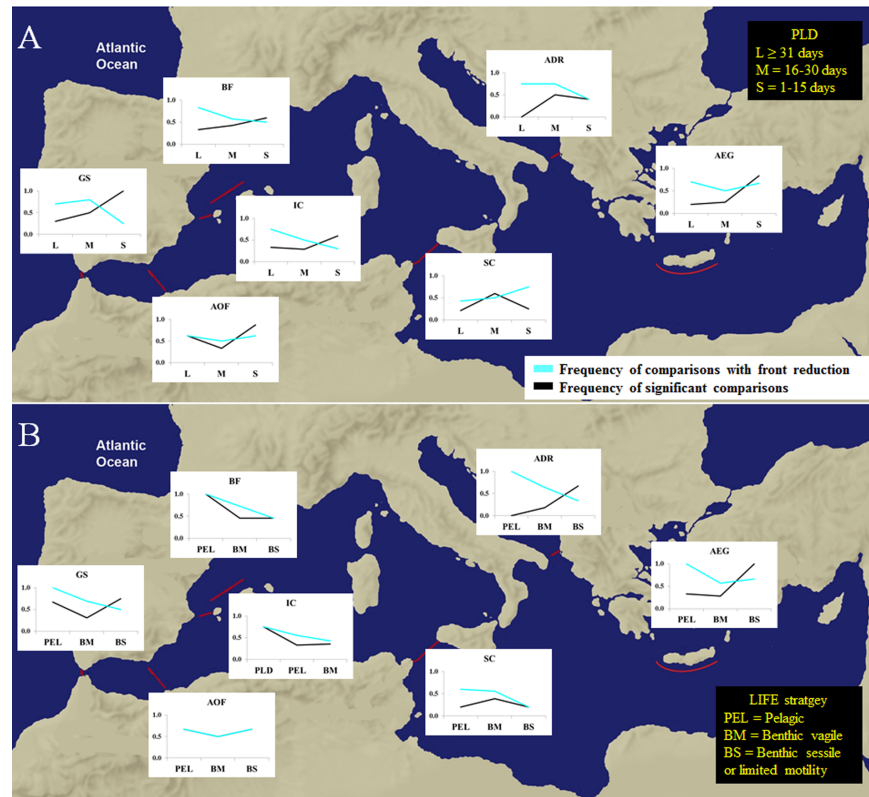 A
Atlantic
Ocean
PLD
L ≥ 31 days
M = 16-30 days
S = 1-15 days
ADR
1.0
0.5
0.0
L M S
BF
1.0
0.5
0.0
L M S
AEG
1.0
0.5
0.0
L M S
GS
1.0
0.5
0.0
L M S
IC
1.0
0.5
0.0
L M S
SC
1.0
0.5
0.0
L M S
AOF
1.0
0.5
0.0
L M S
Frequency of comparisons with front reduction
Frequency of significant comparisons
B
Atlantic
Ocean
ADR
1.0
0.5
0.0
PEL BM BS
BF
1.0
0.5
0.0
PEL BM BS
AEG
1.0
0.5
0.0
PEL BM BS
GS
1.0
0.5
0.0
PEL BM BS
IC
1.0
0.5
0.0
PLD PEL BM
SC
1.0
0.5
0.0
PEL BM BS
AOF
1.0
0.5
0.0
PEL BM BS
LIFE stratgey
PEL = Pelagic
BM = Benthic vagile
BS = Benthic sessile
or limited motility